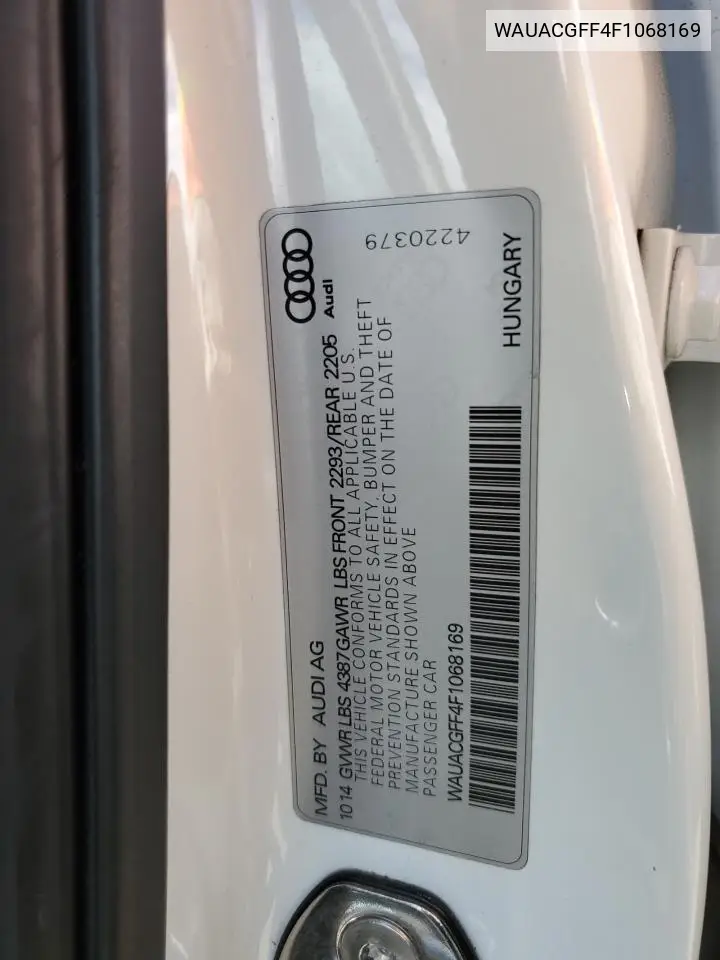 WAUACGFF4F1068169
MFD. BY AUDI AG
1014 GVWR LBS 4387 GAWR LBS FRONT 2293/REAR 2205
Audi
THIS VEHICLE CONFORMS TO ALL APPLICABLE U.S.
FEDERAL MOTOR VEHICLE SAFETY, BUMPER AND THEFT
PREVENTION STANDARDS IN EFFECT ON THE DATE OF
MANUFACTURE SHOWN ABOVE
PASSENGER CAR
4220379
WAUACGFF4F1068169
HUNGARY